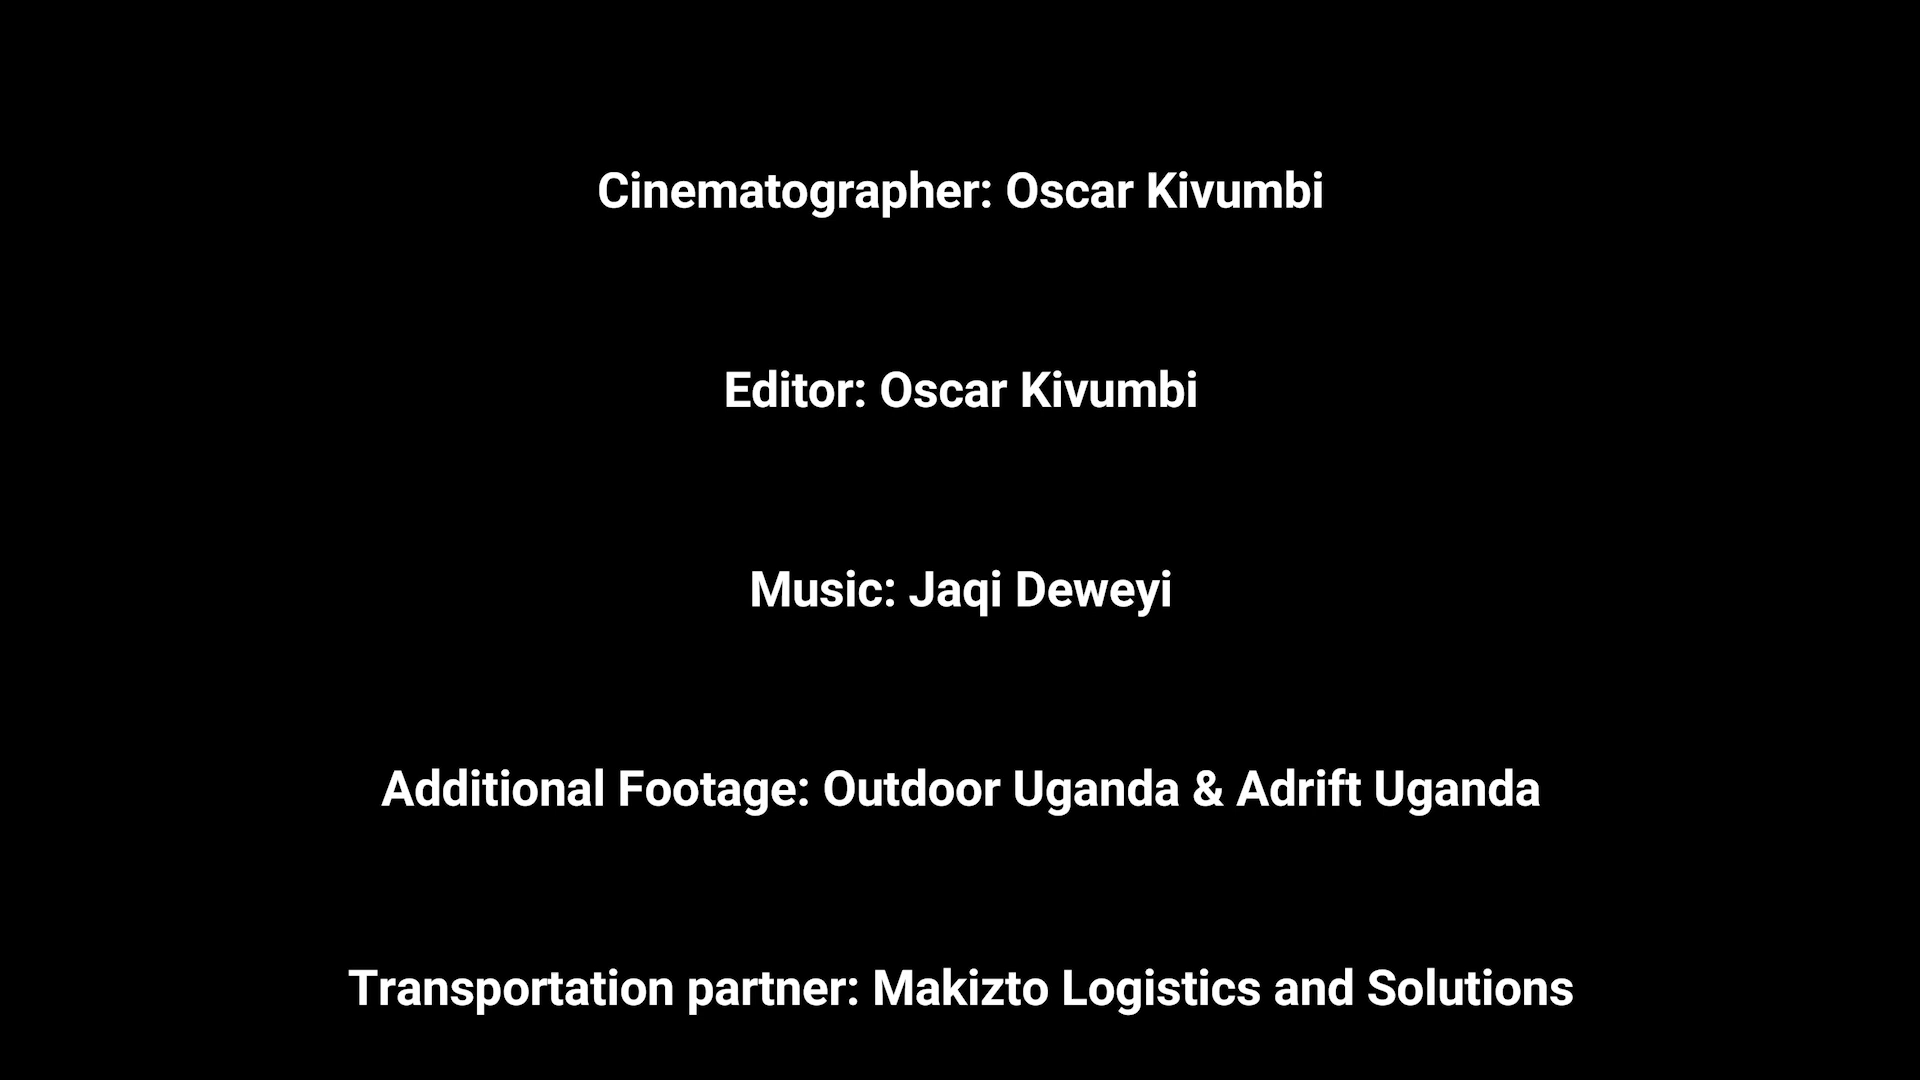 Cinematographer: Oscar Kivumbi
Editor: Oscar Kivumbi
Music: Jaqi Deweyi
Additional Footage: Outdoor Uganda & Adrift Uganda
Transportation partner: Makizto Logistics and Solutions